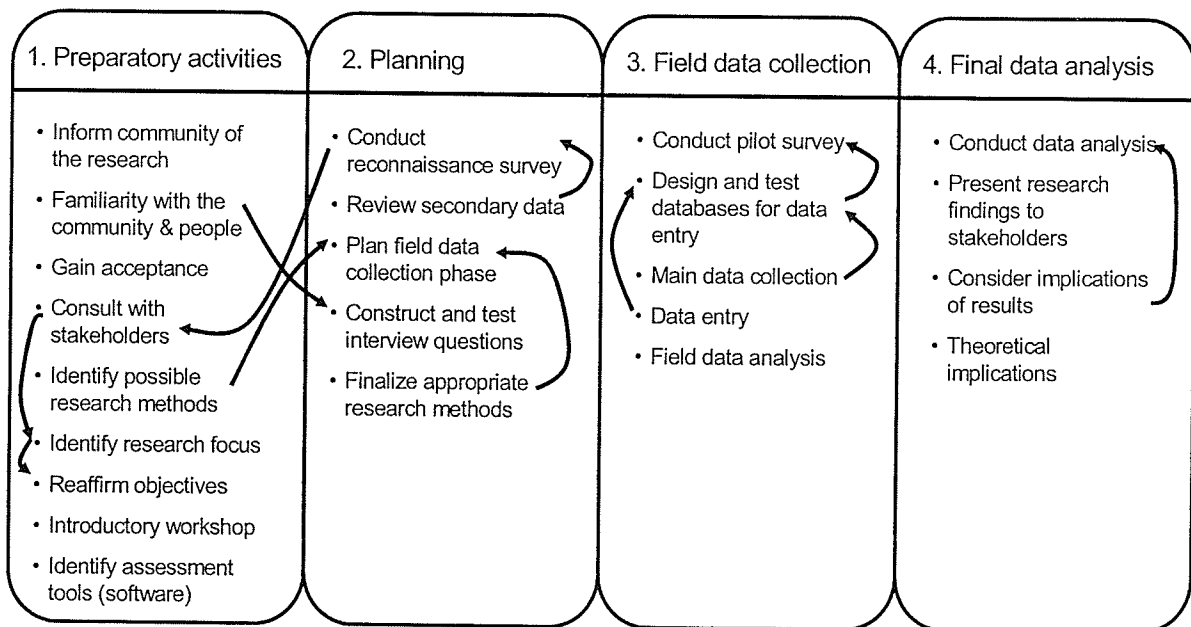 1. Preparatory activities
• Inform community of
the research
• Familiarity with the
community & people
• Gain acceptance
• Consult with
stakeholders
• Identify possible
research methods
• Identify research focus
• Reaffirm objectives
• Introductory workshop
• Identify assessment
tools (software)
2. Planning
• Conduct
reconnaissance survey
• Review secondary data
• Plan field data
collection phase
• Construct and test
interview questions
• Finalize appropriate
research methods
3. Field data collection
• Conduct pilot survey
• Design and test
databases for data
entry
• Main data collection
• Data entry
• Field data analysis
4. Final data analysis
• Conduct data analysis
• Present research
findings to
stakeholders
• Consider implications
of results
• Theoretical
implications